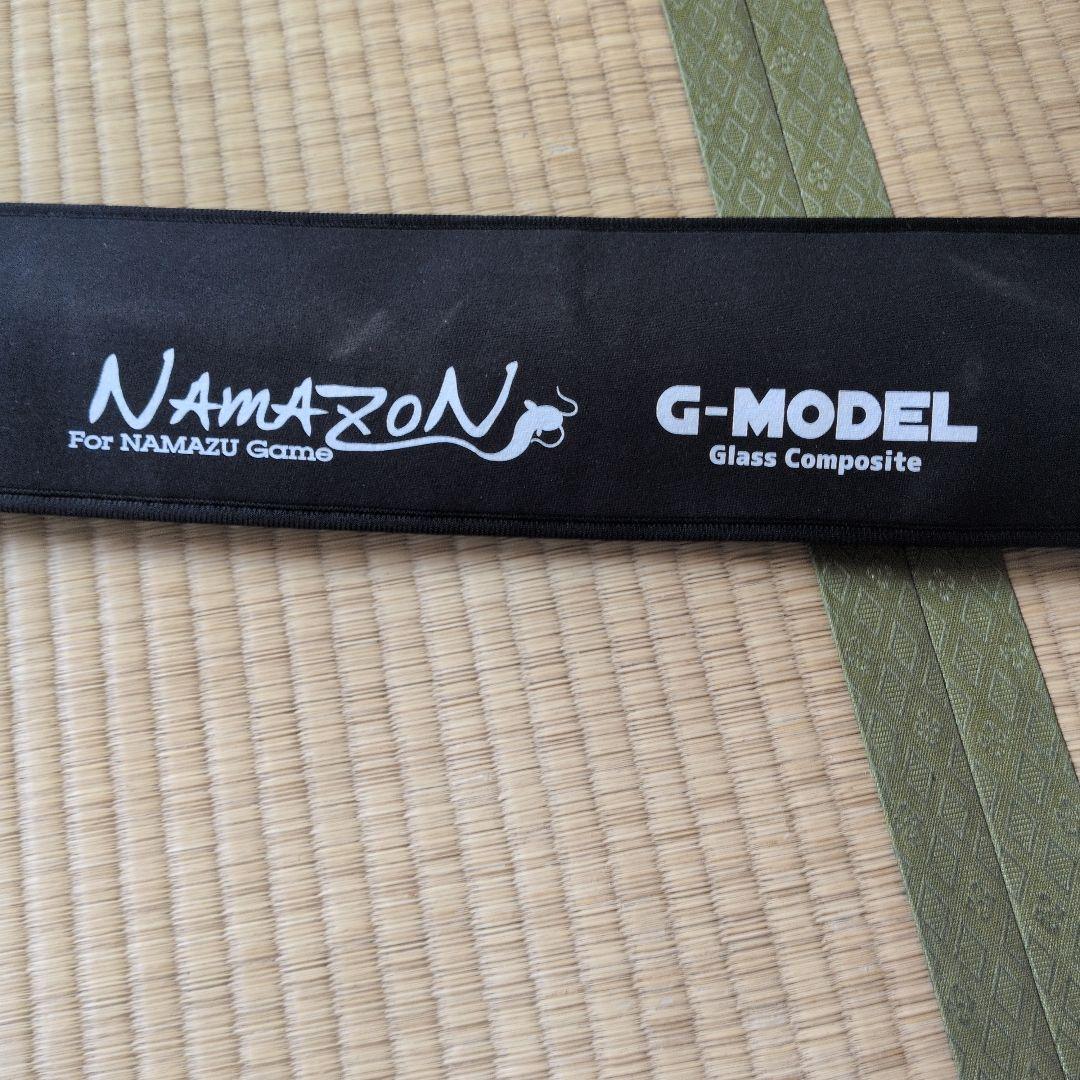 NAMAZON
For NAMAZU Game
G-MODEL
Glass Composite